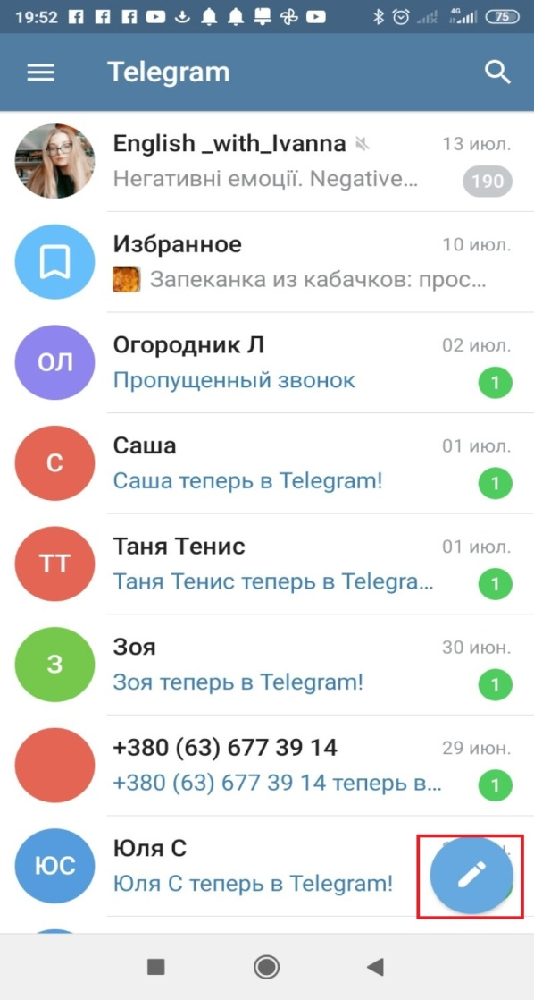 19:52
4G
75
Telegram
English _with_Ivanna
13 июл.
Негативні емоції. Negative...
190
Избранное
10 июл.
Запеканка из кабачков: прос...
ОЛ
Огородник Л
02 июл.
Пропущенный звонок
1
С
Саша
01 июл.
Саша теперь в Telegram!
1
ТТ
Таня Тенис
01 июл.
Таня Тенис теперь в Telegra...
1
З
Зоя
30 июн.
Зоя теперь в Telegram!
1
+380 (63) 677 39 14
29 июн.
+380 (63) 677 39 14 теперь в...
1
ЮС
Юля С
Юля С теперь в Telegram!